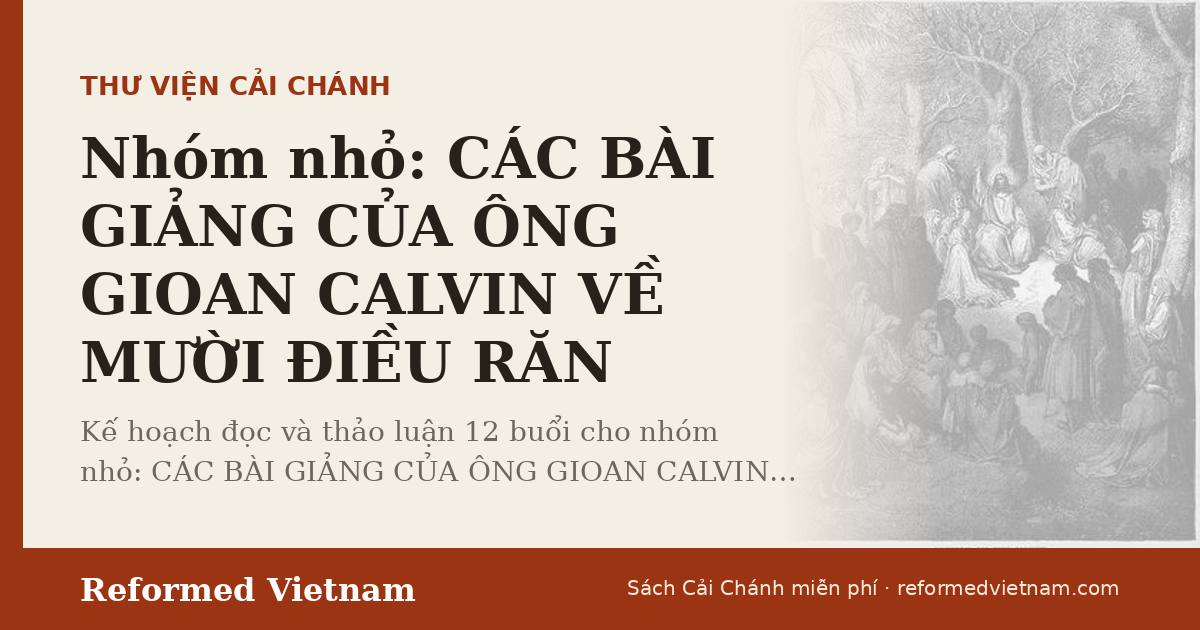 THƯ VIỆN CẢI CHÁNH
Nhóm nhỏ: CÁC BÀI
GIẢNG CỦA ÔNG
GIOAN CALVIN VỀ
MƯỜI ĐIỀU RĂN
Kế hoạch đọc và thảo luận 12 buổi cho nhóm
nhỏ: CÁC BÀI GIẢNG CỦA ÔNG GIOAN CALVIN...
Reformed Vietnam
Sách Cải Chánh miễn phí · reformedvietnam.com